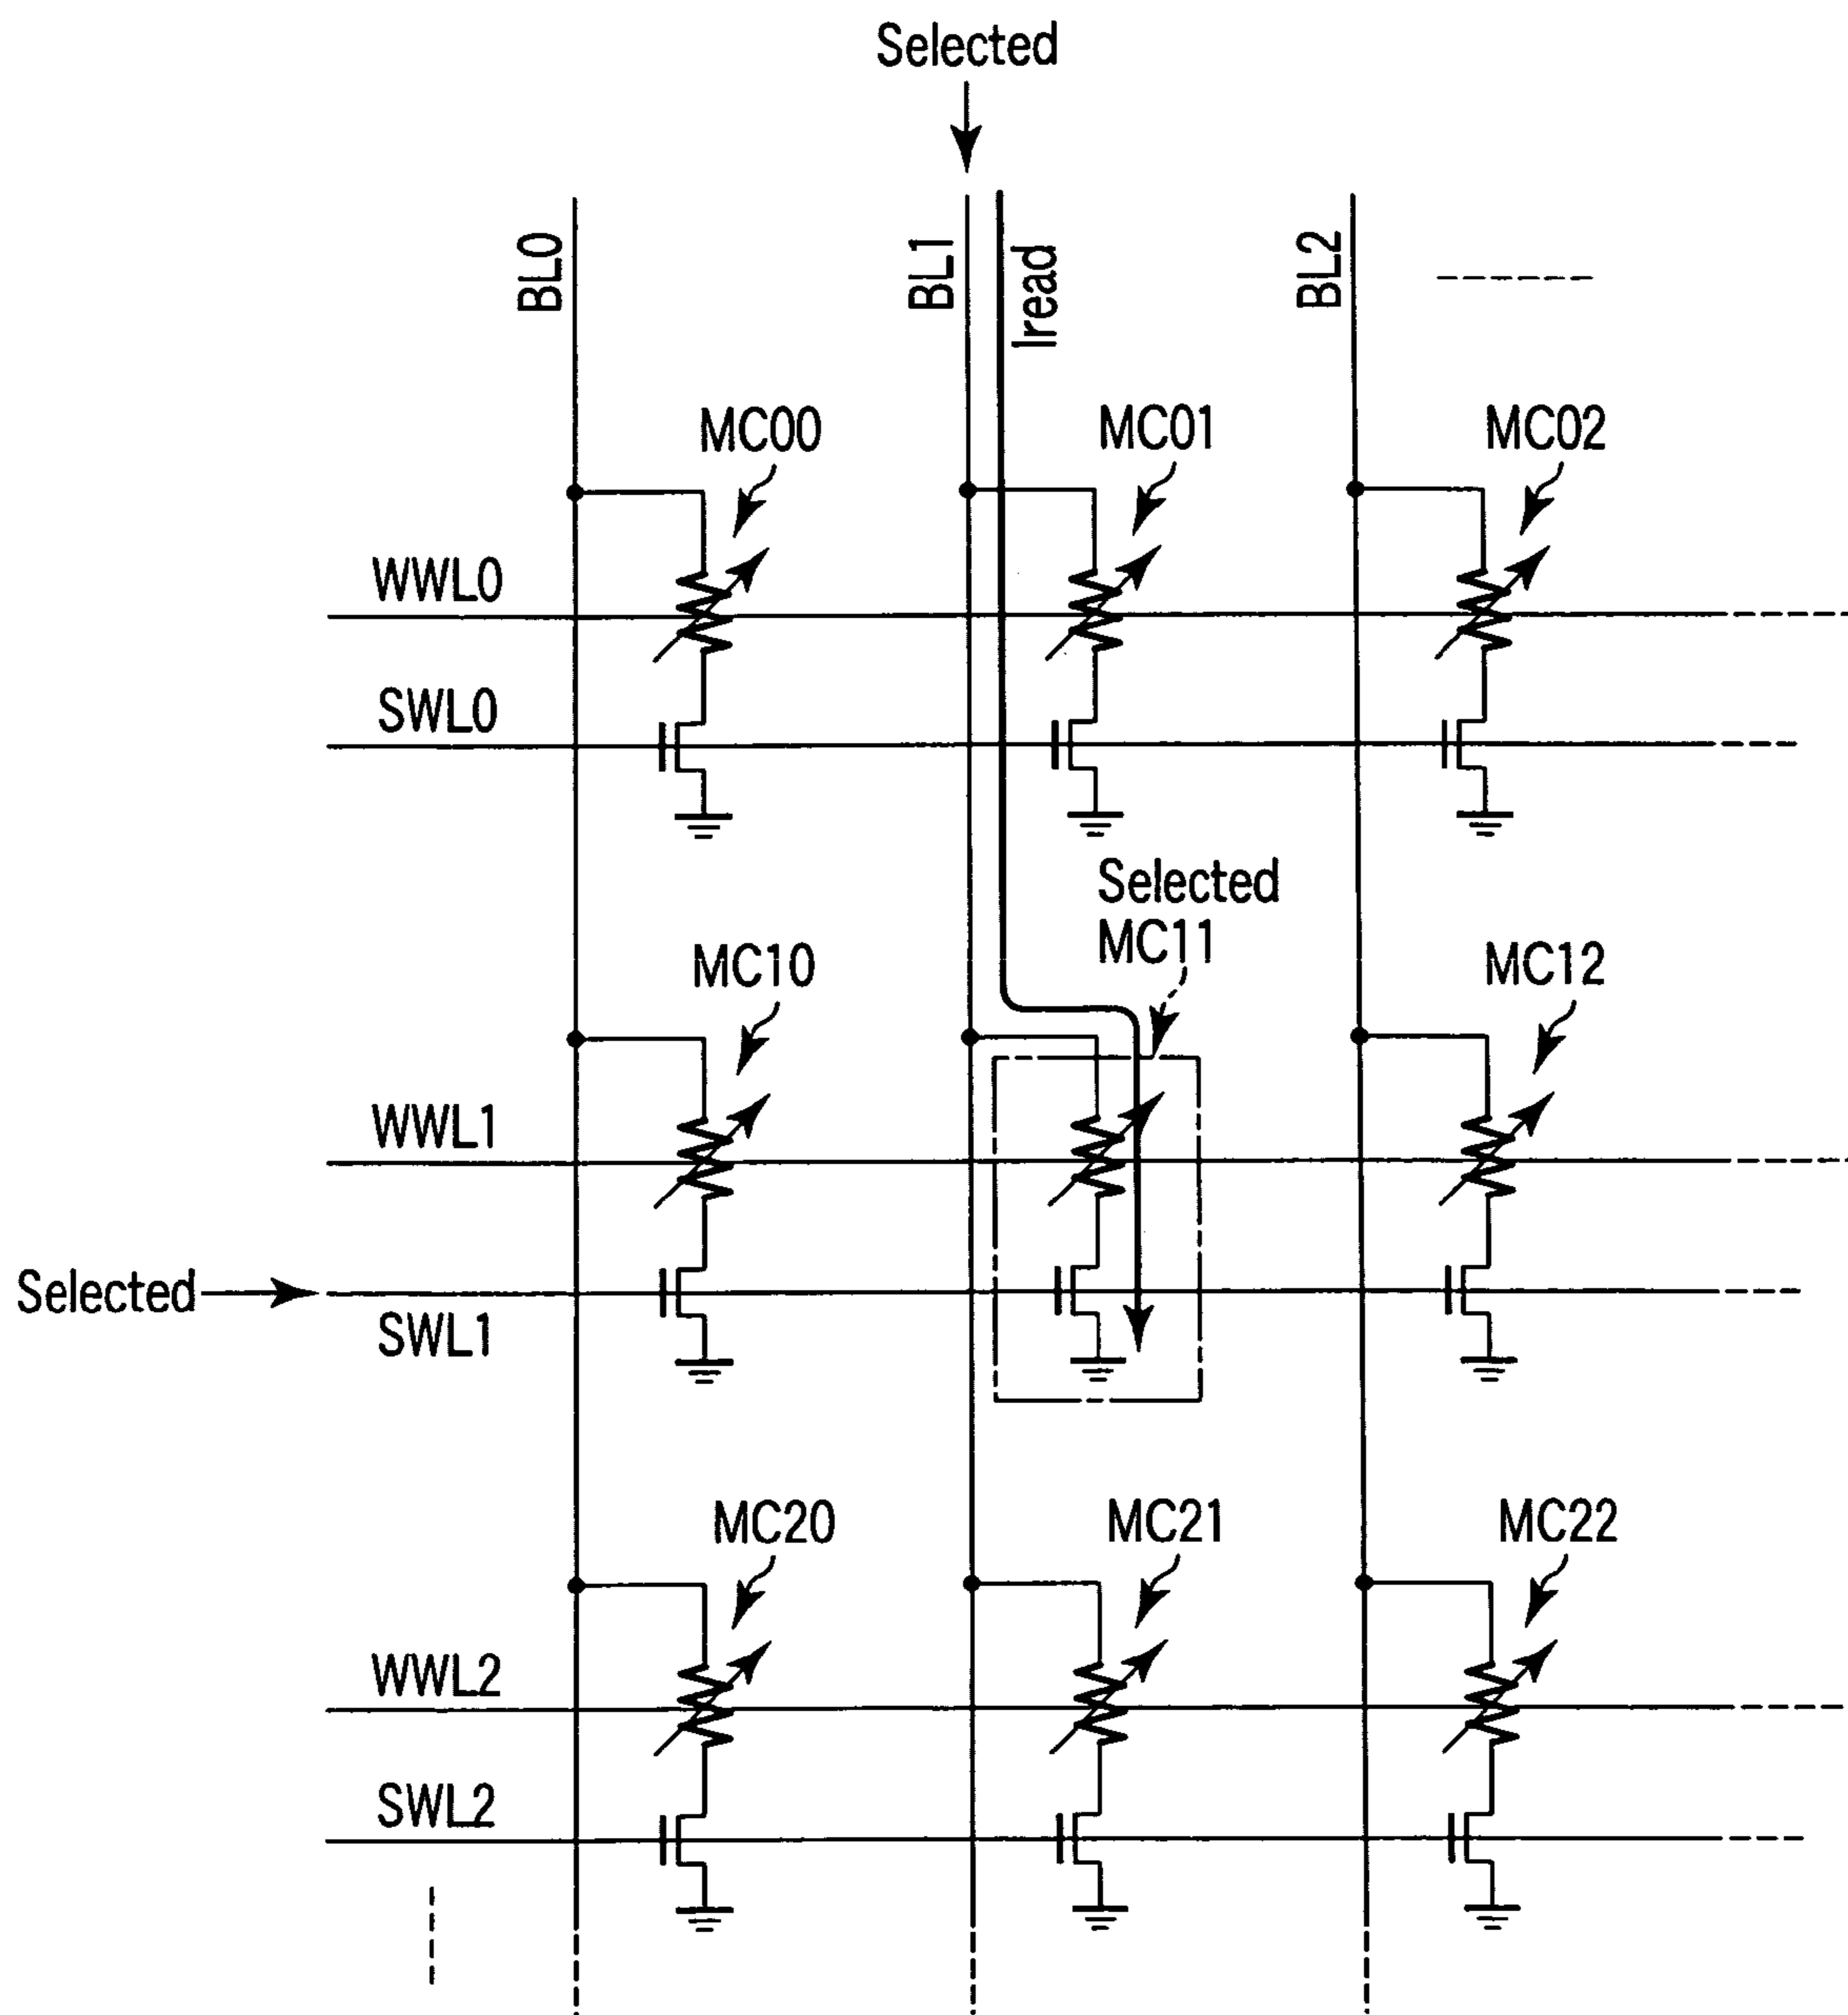 Selected
BL0
BL1
Iread
BL2
MC00
MC01
MC02
WWL0
SWL0
Selected
MC11
MC10
MC12
WWL1
Selected
SWL1
MC20
MC21
MC22
WWL2
SWL2